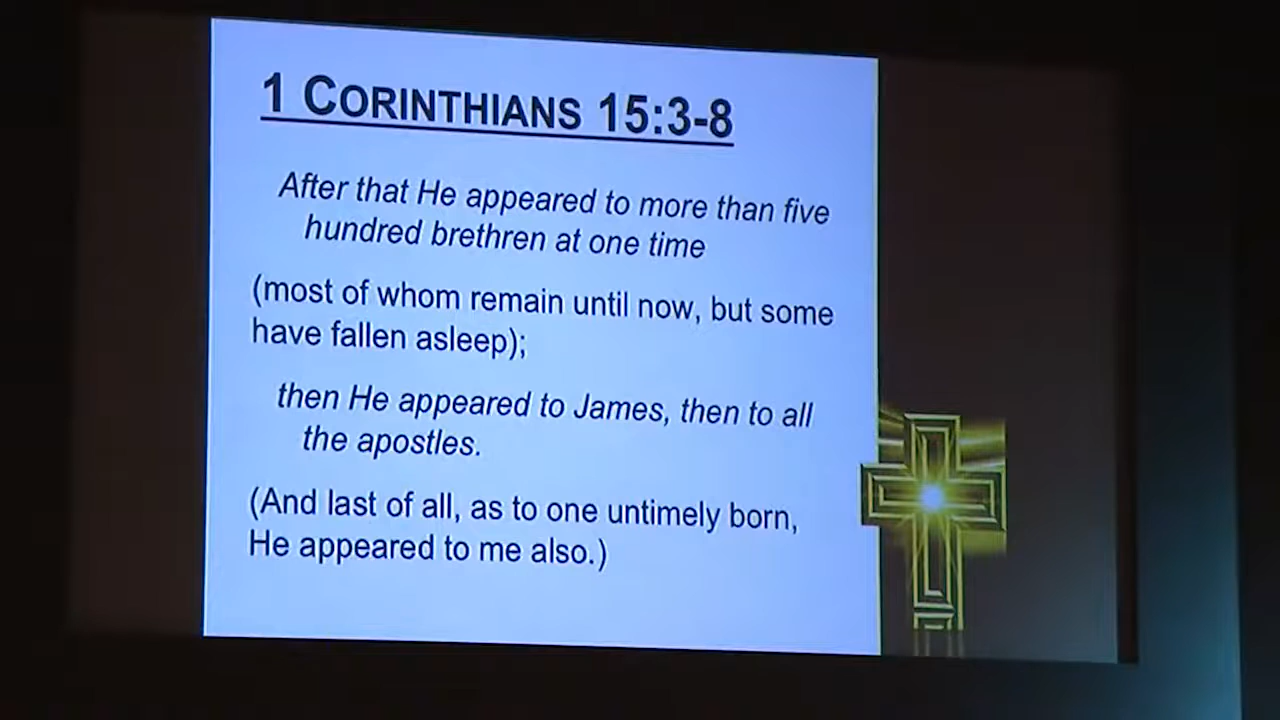 1 CORINTHIANS 15:3-8
After that He appeared to more than five
hundred brethren at one time
(most of whom remain until now, but some
have fallen asleep);
then He appeared to James, then to all
the apostles.
(And last of all, as to one untimely born,
He appeared to me also.)